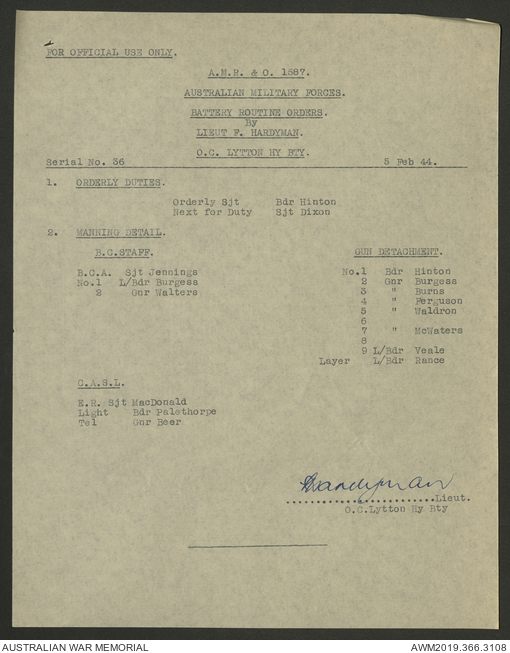 FOR OFFICIAL USE ONLY.
A.M.R. & O. 1587.
AUSTRALIAN MILITARY FORCES.
BATTERY ROUTINE ORDERS.
By
LIEUT F. HARDYMAN.
O.C. LYTTON HY BTY.
Serial No. 36 5 Feb 44.
1. ORDERLY DUTIES.
Orderly Sjt Bdr Hinton
Next for Duty Sjt Dixon
2. MANNING DETAIL.
B.C.STAFF.
B.C.A. Sjt Jennings
No.1 L/Bdr Burgess
2 Gnr Walters
GUN DETACHMENT.
No.1 Bdr Hinton
2 Gnr Burgess
3 " Burns
4 " Ferguson
5 " Waldron
6
7 " McWaters
8
9 L/Bdr Veale
Layer L/Bdr Rance
C.A.S.L.
E.R. Sjt MacDonald
Light Bdr Palethorpe
Tel Gnr Beer
Hardyman
..........................Lieut.
O.C.Lytton Hy Bty
AUSTRALIAN WAR MEMORIAL AWM2019.366.3108